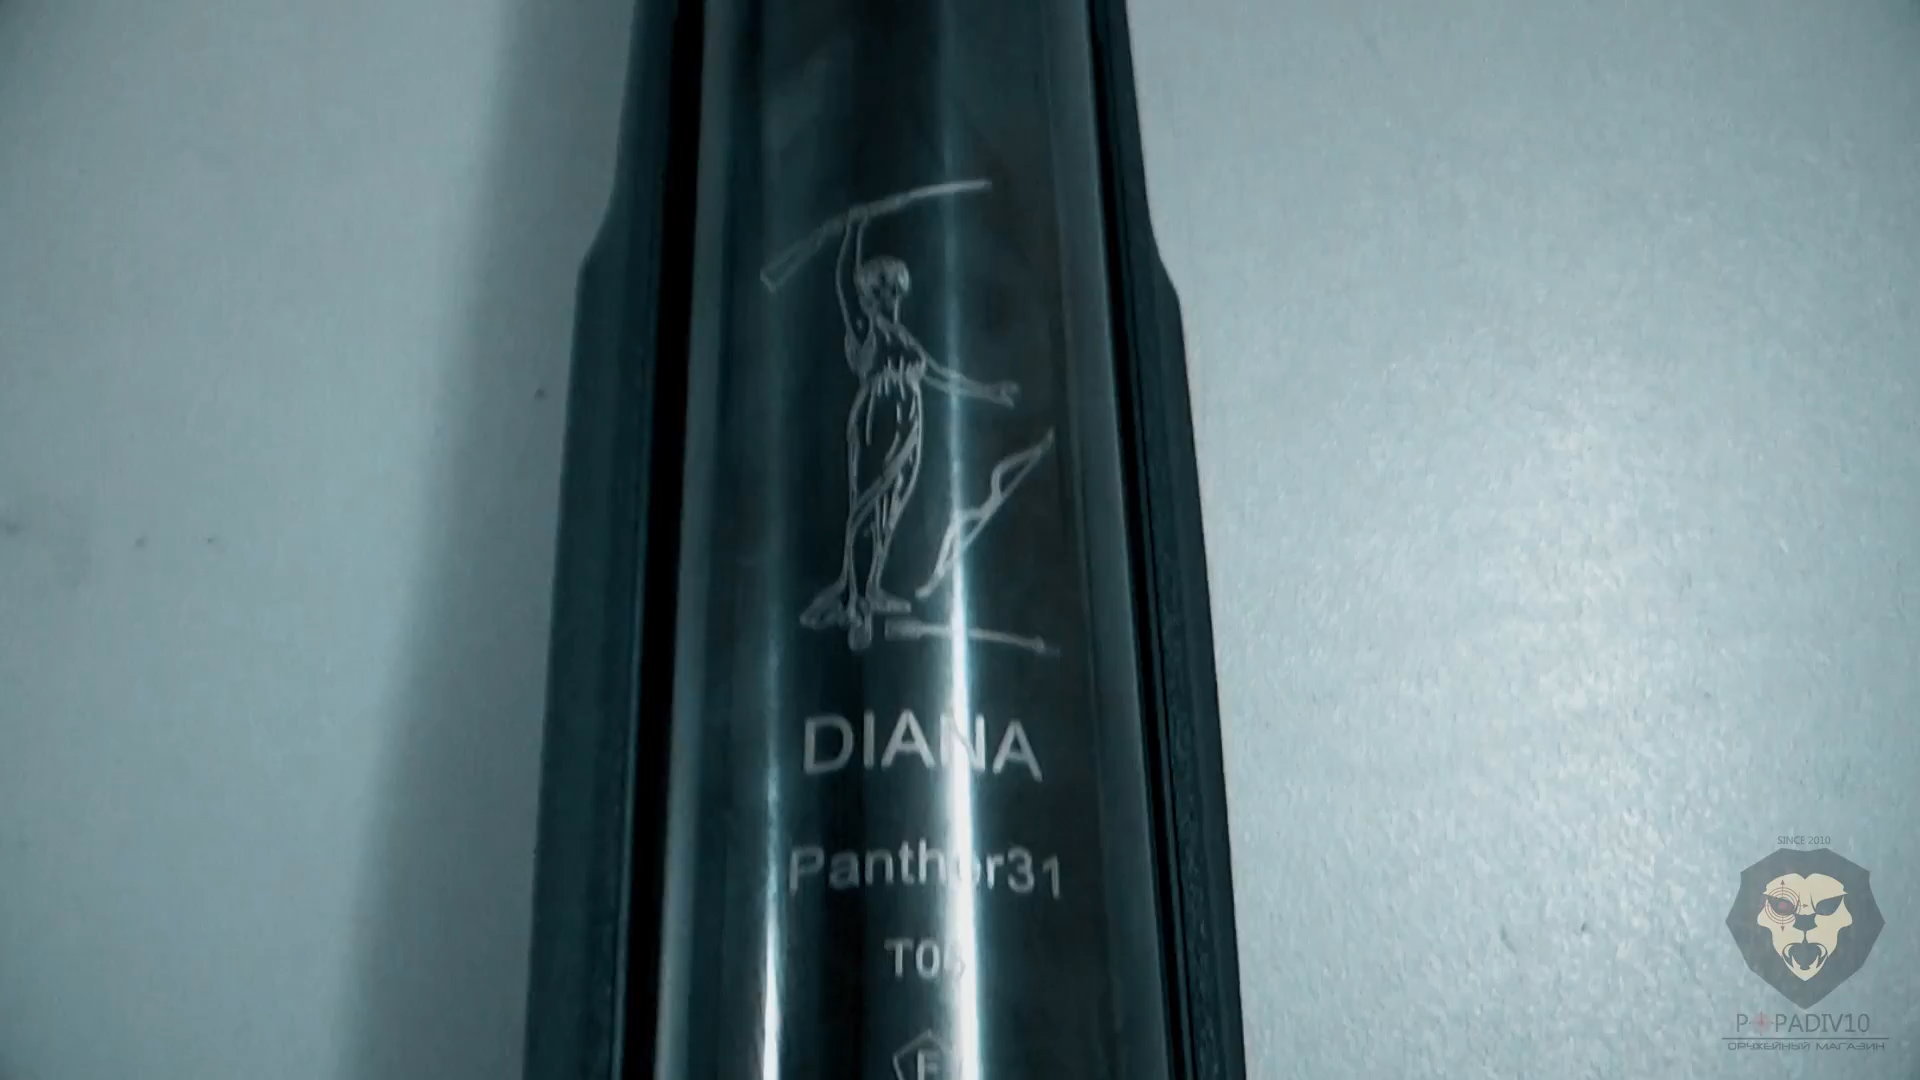 DIANA
Panther31
T06
F
SINCE 2010
POPADIV10
ОРУЖЕЙНЫЙ МАГАЗИН